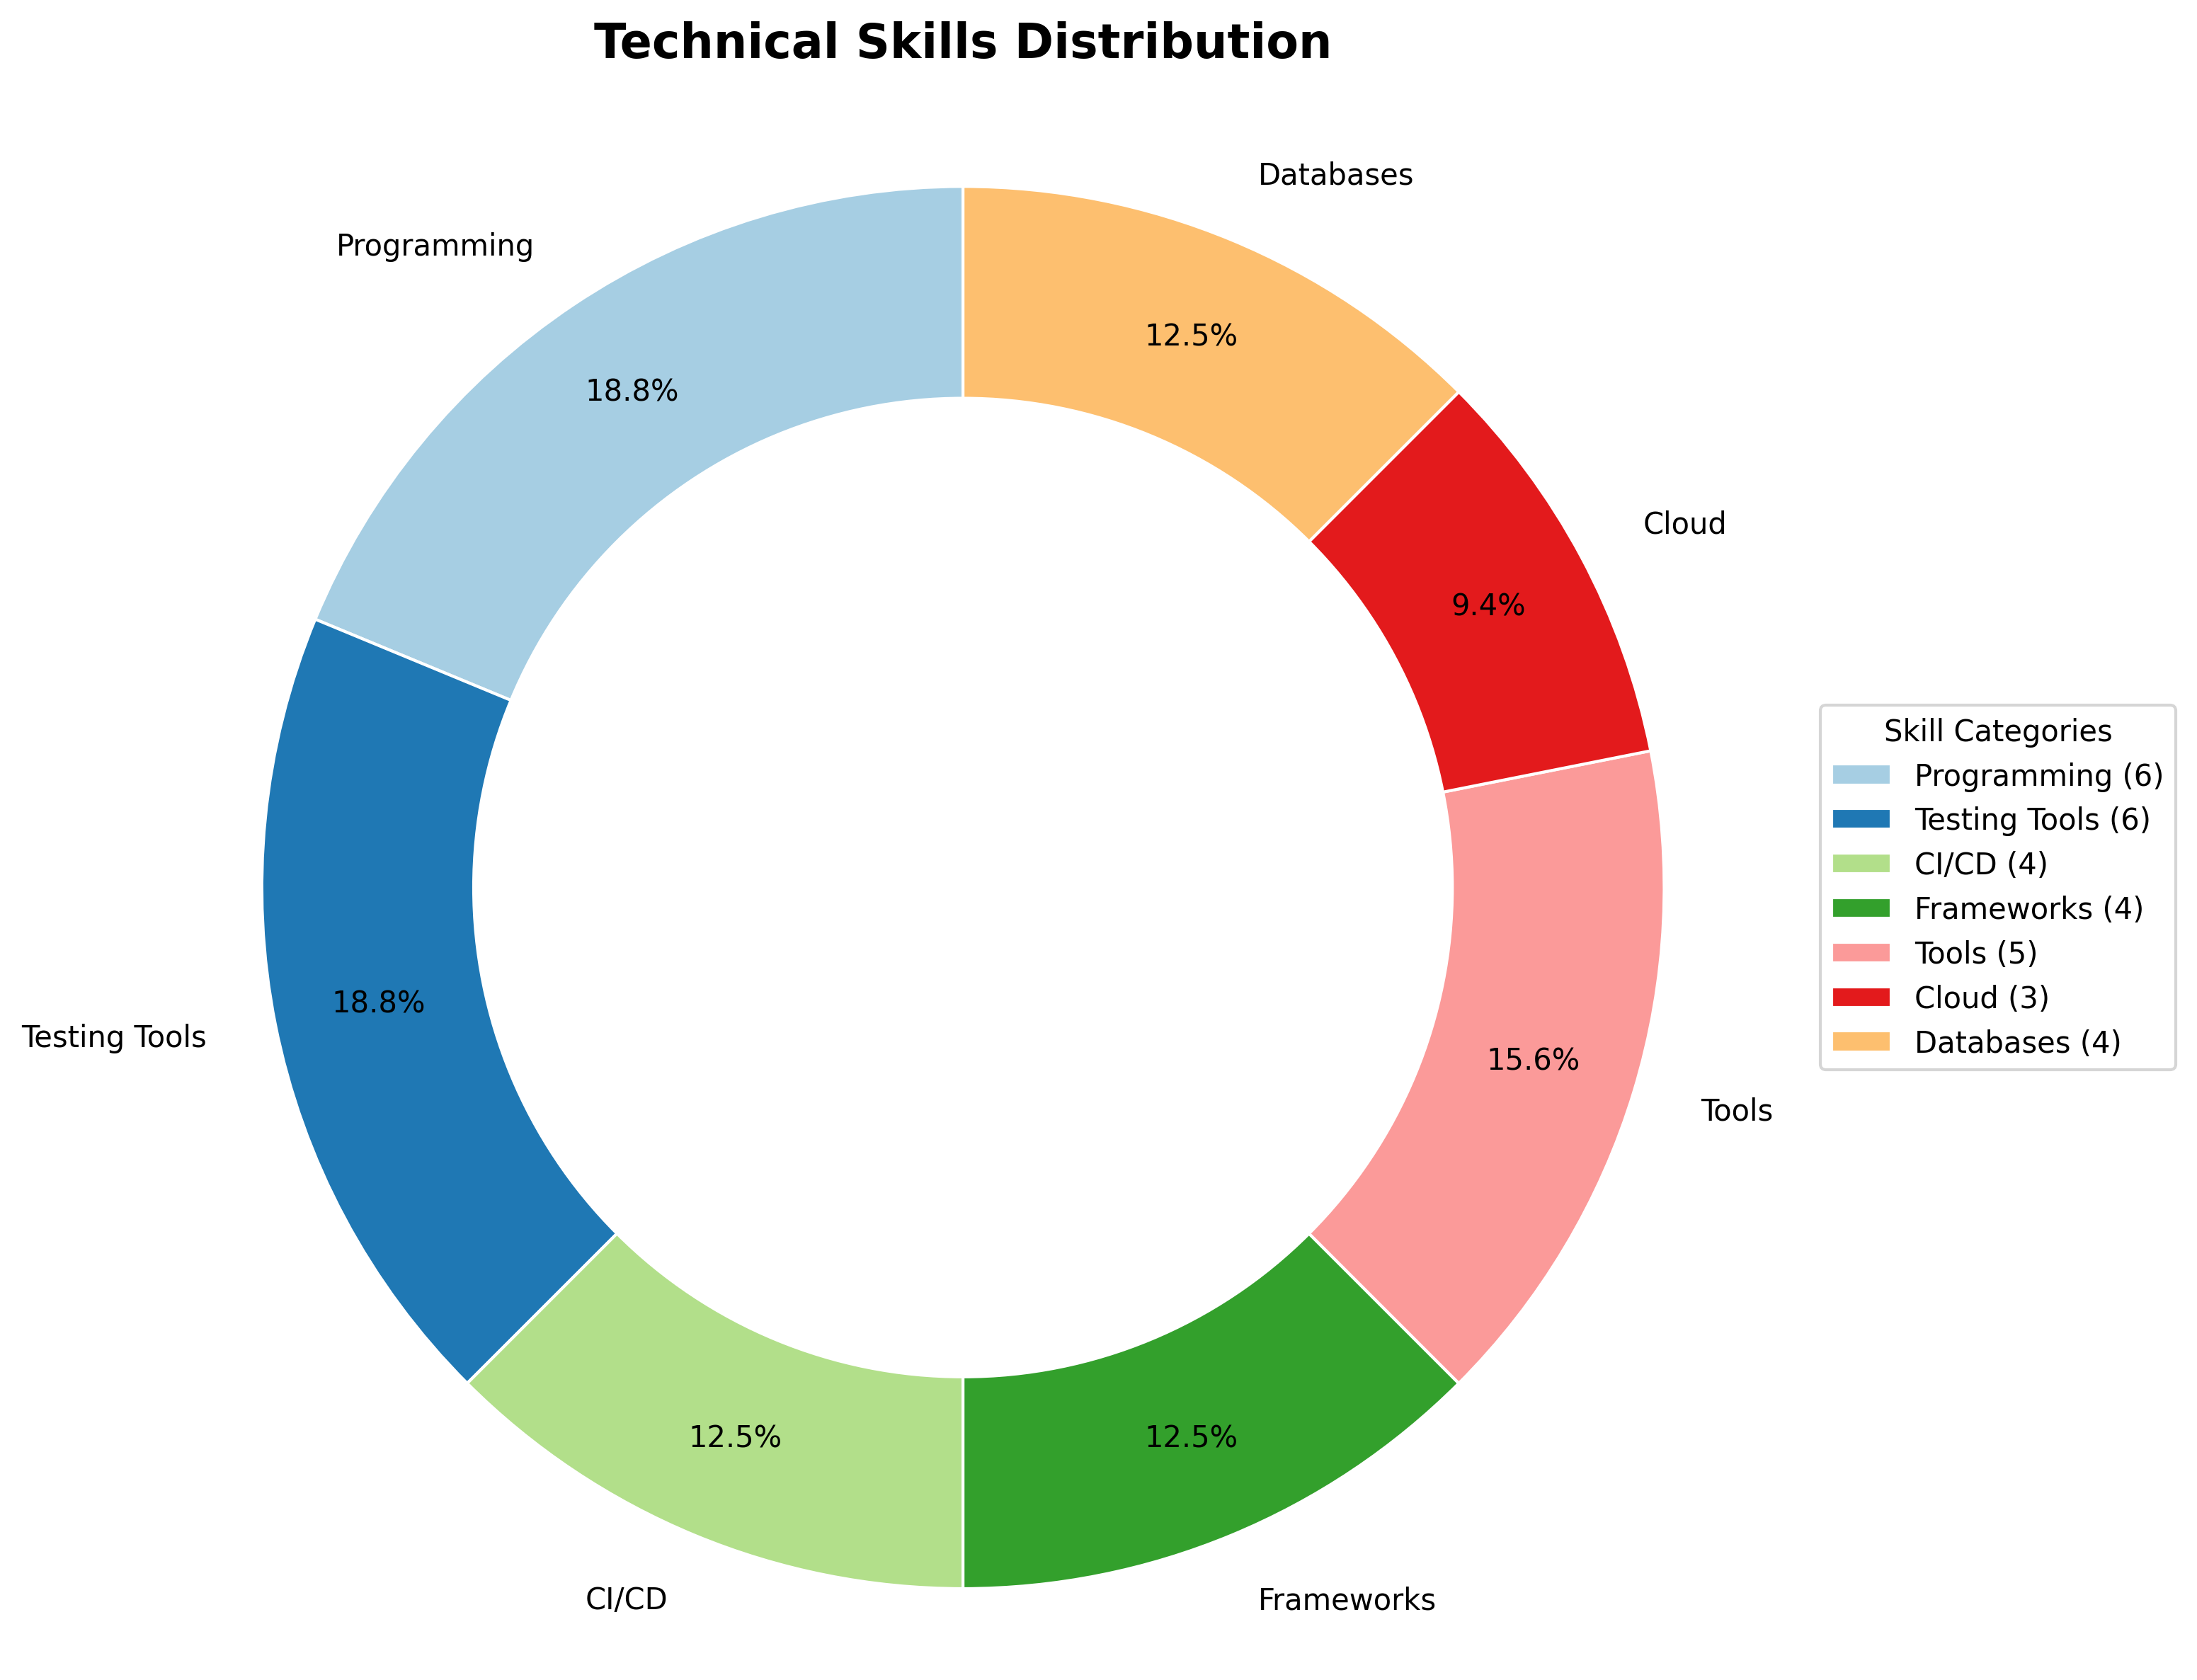 Technical Skills Distribution
Databases
Programming
12.5%
18.8%
Cloud
9.4%
Skill Categories
Programming (6)
Testing Tools (6)
CI/CD (4)
Frameworks (4)
Tools (5)
Cloud (3)
Databases (4)
18.8%
Testing Tools
15.6%
Tools
12.5%
12.5%
CI/CD
Frameworks